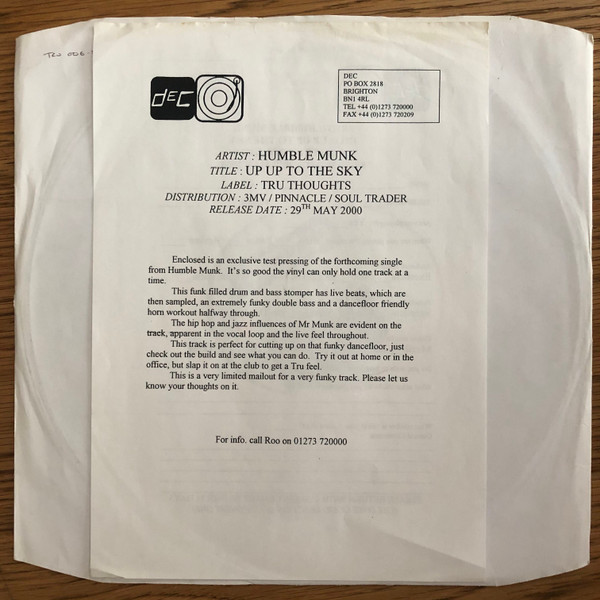 DEC
DEC
PO BOX 2818
BRIGHTON
BN1 4RL
TEL +44 (0)1273 720000
FAX +44 (0)1273 720209
ARTIST : HUMBLE MUNK
TITLE : UP UP TO THE SKY
LABEL : TRU THOUGHTS
DISTRIBUTION : 3MV / PINNACLE / SOUL TRADER
RELEASE DATE : 29TH MAY 2000
Enclosed is an exclusive test pressing of the forthcoming single
from Humble Munk. It's so good the vinyl can only hold one track at a
time.
This funk filled drum and bass stomper has live beats, which are
then sampled, an extremely funky double bass and a dancefloor friendly
horn workout halfway through.
The hip hop and jazz influences of Mr Munk are evident on the
track, apparent in the vocal loop and the live feel throughout.
This track is perfect for cutting up on that funky dancefloor, just
check out the build and see what you can do. Try it out at home or in the
office, but slap it on at the club to get a Tru feel.
This is a very limited mailout for a very funky track. Please let us
know your thoughts on it.
For info. call Roo on 01273 720000